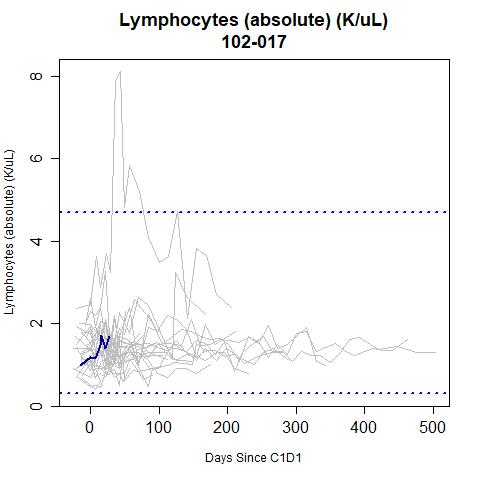 Lymphocytes (absolute) (K/uL)
102-017
Lymphocytes (absolute) (K/uL)
8
6
4
2
0
0 100 200 300 400 500
Days Since C1D1